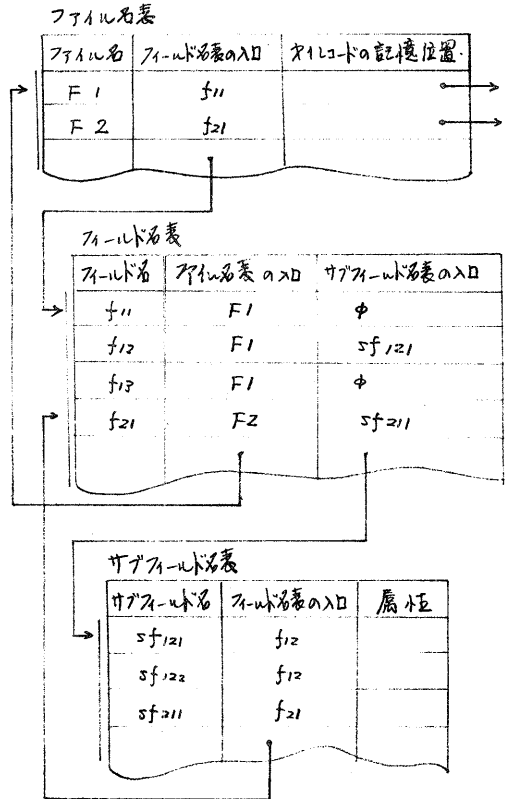 ファイル名表
ファイル名 フィールド名表の入口 オイレコードの記憶位置.
F 1 f11
F 2 f21
フィールド名表
フィールド名 ファイル名表の入口 サブフィールド名表の入口
f11 F1 φ
f12 F1 sf121
f13 F1 φ
f21 F2 sf211
サブフィールド名表
サブフィールド名 フィールド名表の入口 属性
sf121 f12
sf122 f12
sf211 f21